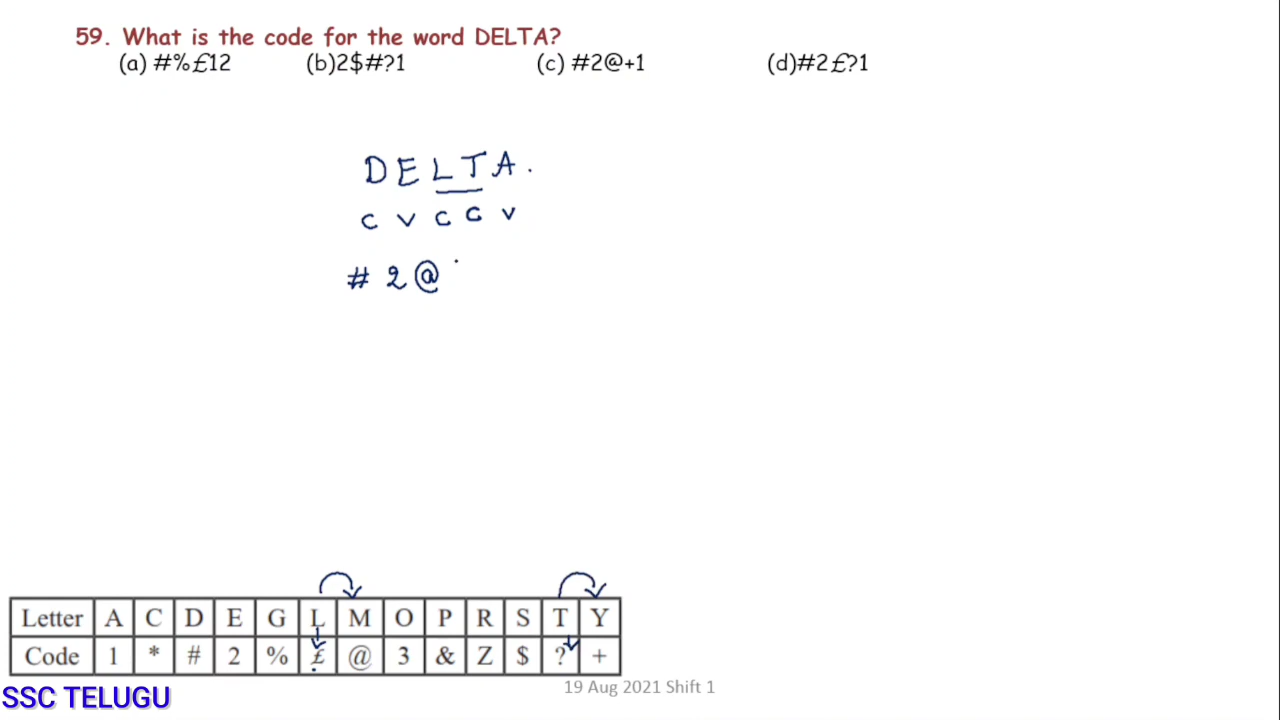 59. What is the code for the word DELTA?
(a) #%£12 (b)2$#?1 (c) #2@+1 (d)#2£?1
DELTA.
C V C C V
# 2 @
Letter A C D E G L M O P R S T Y
Code 1 * # 2 % £ @ 3 & Z $ ? +
19 Aug 2021 Shift 1
SSC TELUGU